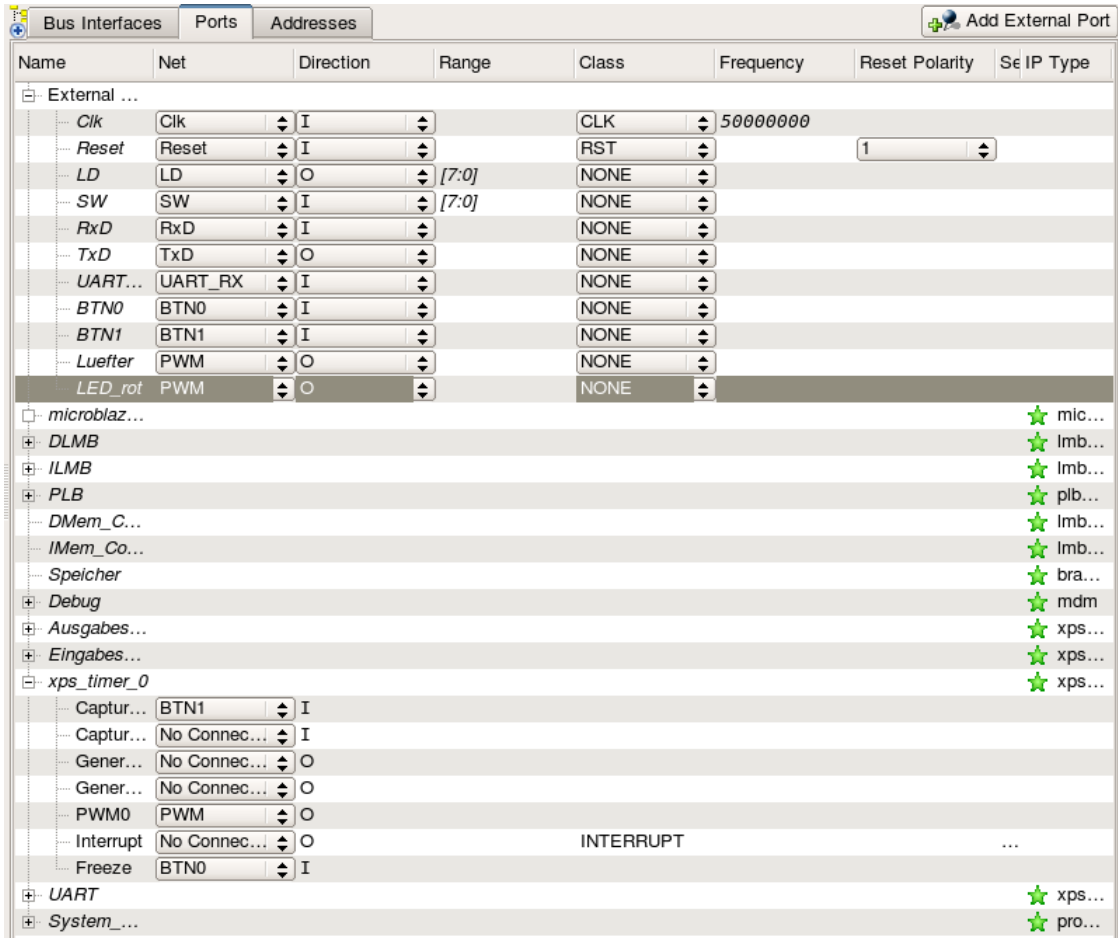 Bus Interfaces Ports Addresses Add External Port
Name Net Direction Range Class Frequency Reset Polarity Se IP Type
External ...
Clk Clk I CLK 50000000
Reset Reset I RST 1
LD LD O [7:0] NONE
SW SW I [7:0] NONE
RxD RxD I NONE
TxD TxD O NONE
UART... UART_RX I NONE
BTN0 BTN0 I NONE
BTN1 BTN1 I NONE
Luefter PWM O NONE
LED_rot PWM O NONE
microblaz... mic...
DLMB lmb...
ILMB lmb...
PLB plb...
DMem_C... lmb...
IMem_Co... lmb...
Speicher bra...
Debug mdm
Ausgabes... xps...
Eingabes... xps...
xps_timer_0 xps...
Captur... BTN1 I
Captur... No Connec... I
Gener... No Connec... O
Gener... No Connec... O
PWM0 PWM O
Interrupt No Connec... O INTERRUPT ...
Freeze BTN0 I
UART xps...
System_... pro...